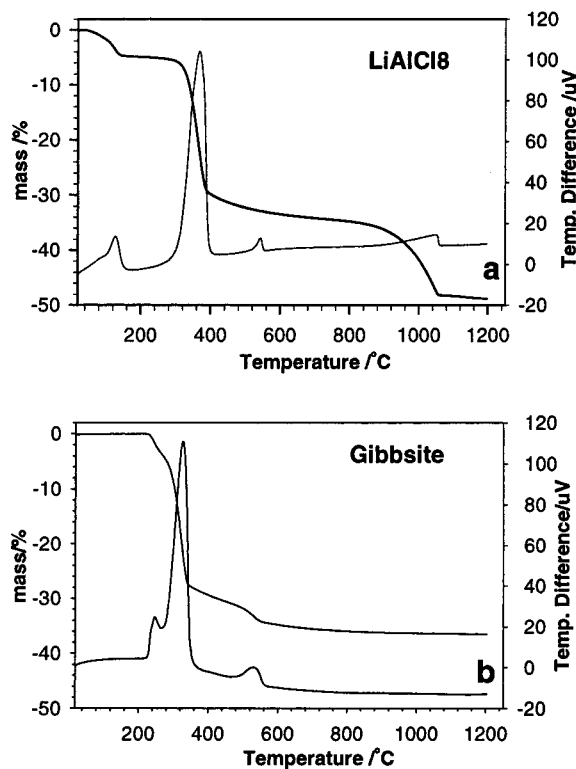 0
120
LiAlCl8
100
-10
80
mass /%
-20
60
Temp. Difference /uV
40
-30
20
-40
0
a
-50
-20
200 400 600 800 1000 1200
Temperature /°C
0
120
Gibbsite
100
-10
80
mass/%
-20
60
Temp. Difference/uV
40
-30
20
-40
0
b
-50
-20
200 400 600 800 1000 1200
Temperature /°C